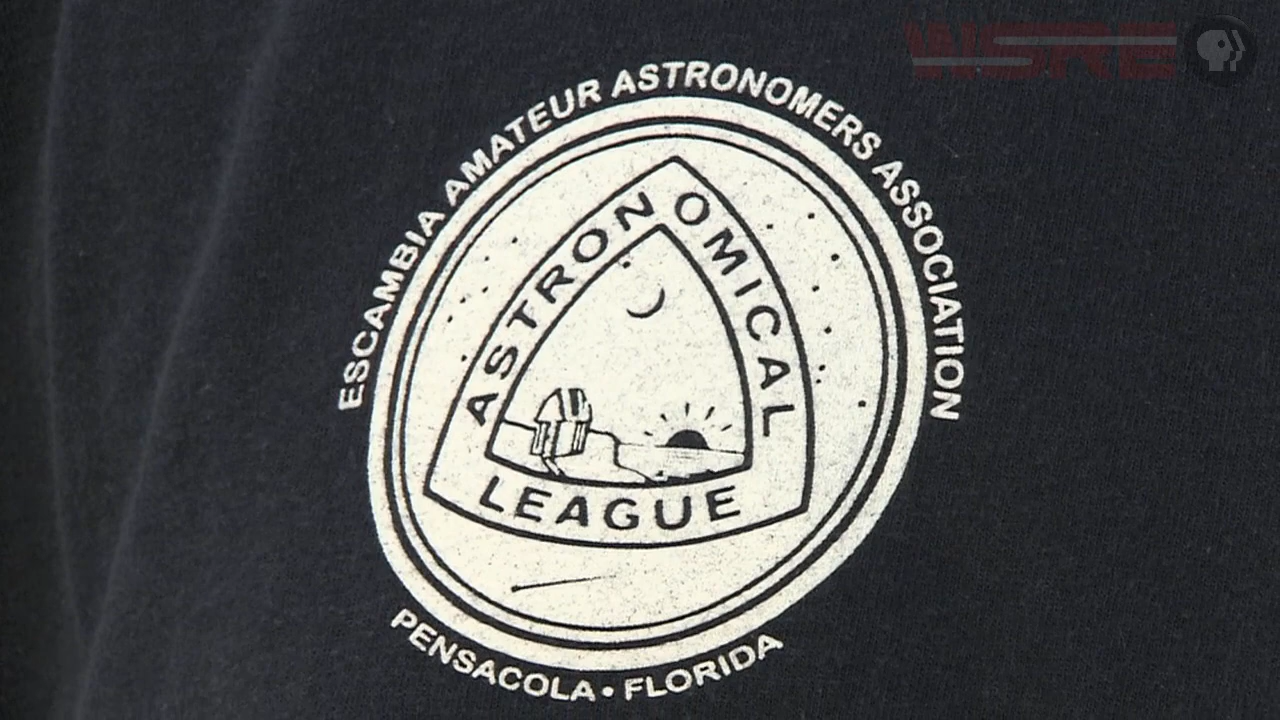 WSRE
ESCAMBIA AMATEUR ASTRONOMERS ASSOCIATION
ASTRONOMICAL
LEAGUE
PENSACOLA • FLORIDA